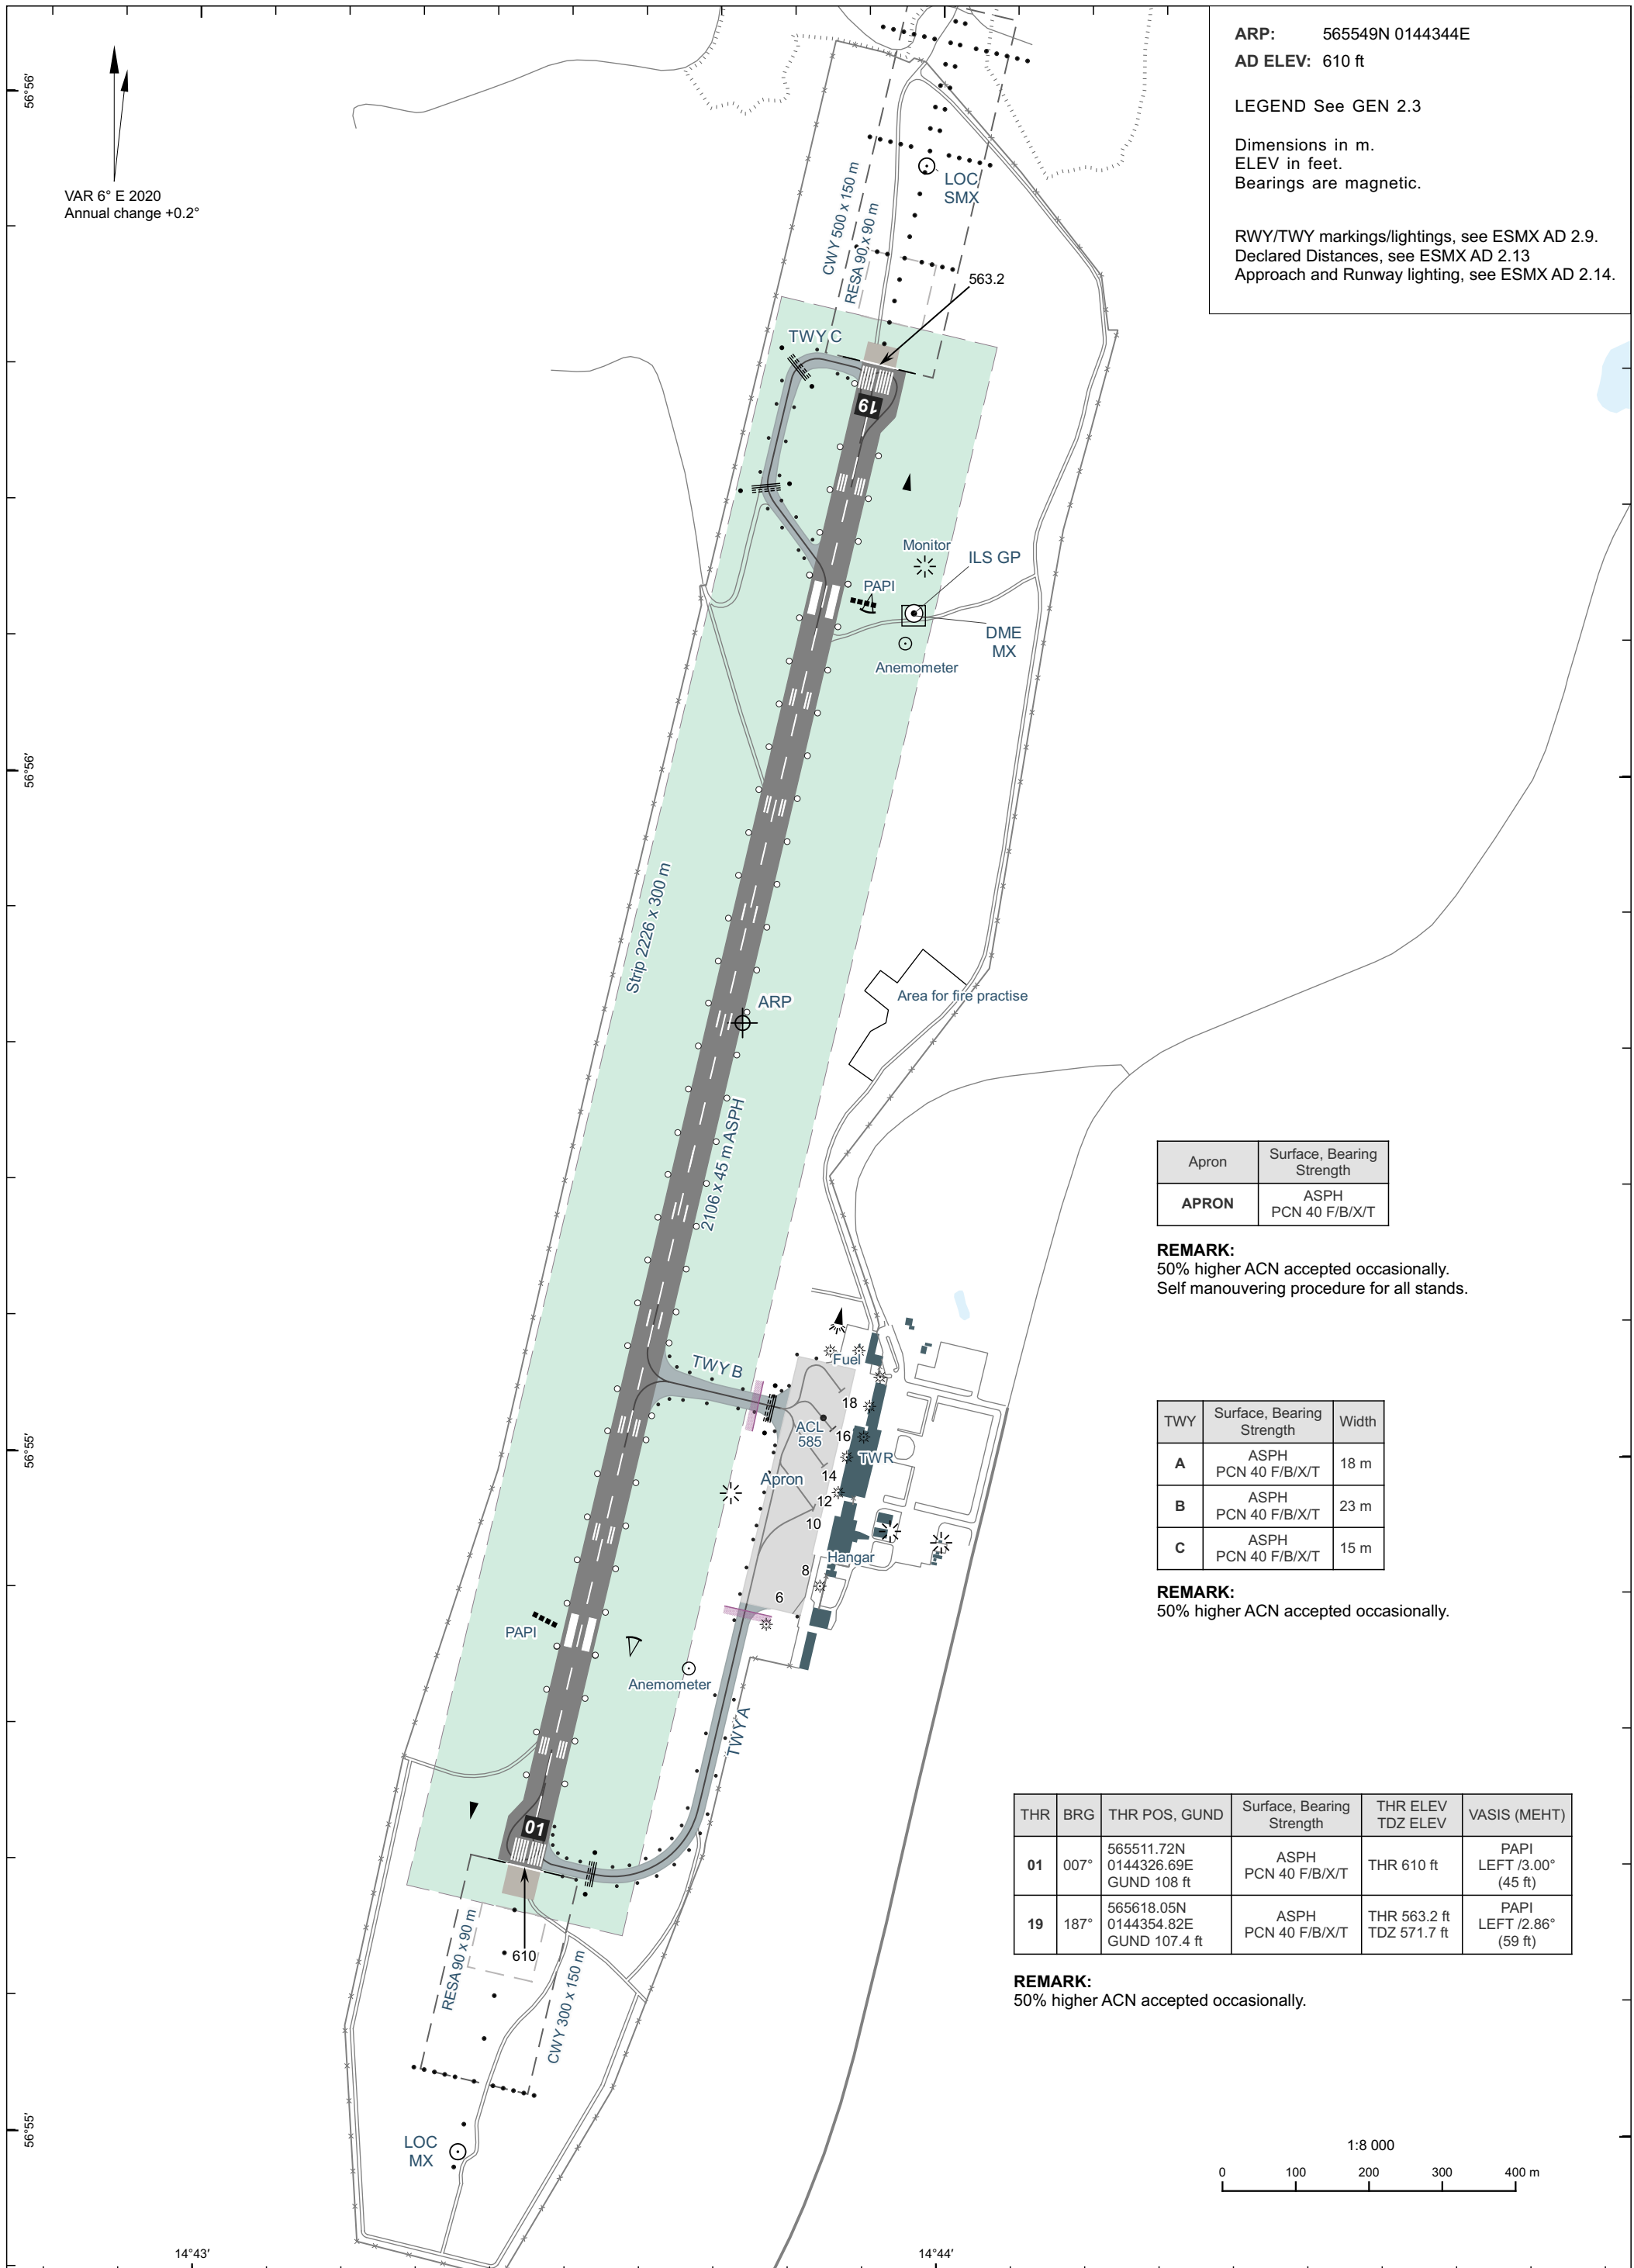 ARP: 565549N 0144344E
AD ELEV: 610 ft
LEGEND See GEN 2.3
Dimensions in m.
ELEV in feet.
Bearings are magnetic.
RWY/TWY markings/lightings, see ESMX AD 2.9.
Declared Distances, see ESMX AD 2.13
Approach and Runway lighting, see ESMX AD 2.14.
56°56′
VAR 6° E 2020
Annual change +0.2°
LOC
SMX
CWY 500 x 150 m
RESA 90 x 90 m
563.2
TWY C
19
Monitor
ILS GP
PAPI
DME
MX
Anemometer
56°56′
Strip 2226 x 300 m
ARP
Area for fire practise
2106 x 45 m ASPH
Apron
Surface, Bearing
Strength
APRON
ASPH
PCN 40 F/B/X/T
REMARK:
50% higher ACN accepted occasionally.
Self manouvering procedure for all stands.
TWY B
Fuel
18
ACL
585
16
TWR
14
Apron
12
10
Hangar
8
6
56°55′
TWY
Surface, Bearing
Strength
Width
A
ASPH
PCN 40 F/B/X/T
18 m
B
ASPH
PCN 40 F/B/X/T
23 m
C
ASPH
PCN 40 F/B/X/T
15 m
REMARK:
50% higher ACN accepted occasionally.
PAPI
Anemometer
TWY A
01
610
RESA 90 x 90 m
CWY 300 x 150 m
THR
BRG
THR POS, GUND
Surface, Bearing
Strength
THR ELEV
TDZ ELEV
VASIS (MEHT)
01
007°
565511.72N
0144326.69E
GUND 108 ft
ASPH
PCN 40 F/B/X/T
THR 610 ft
PAPI
LEFT /3.00°
(45 ft)
19
187°
565618.05N
0144354.82E
GUND 107.4 ft
ASPH
PCN 40 F/B/X/T
THR 563.2 ft
TDZ 571.7 ft
PAPI
LEFT /2.86°
(59 ft)
REMARK:
50% higher ACN accepted occasionally.
56°55′
LOC
MX
1:8 000
0 100 200 300 400 m
14°43′
14°44′